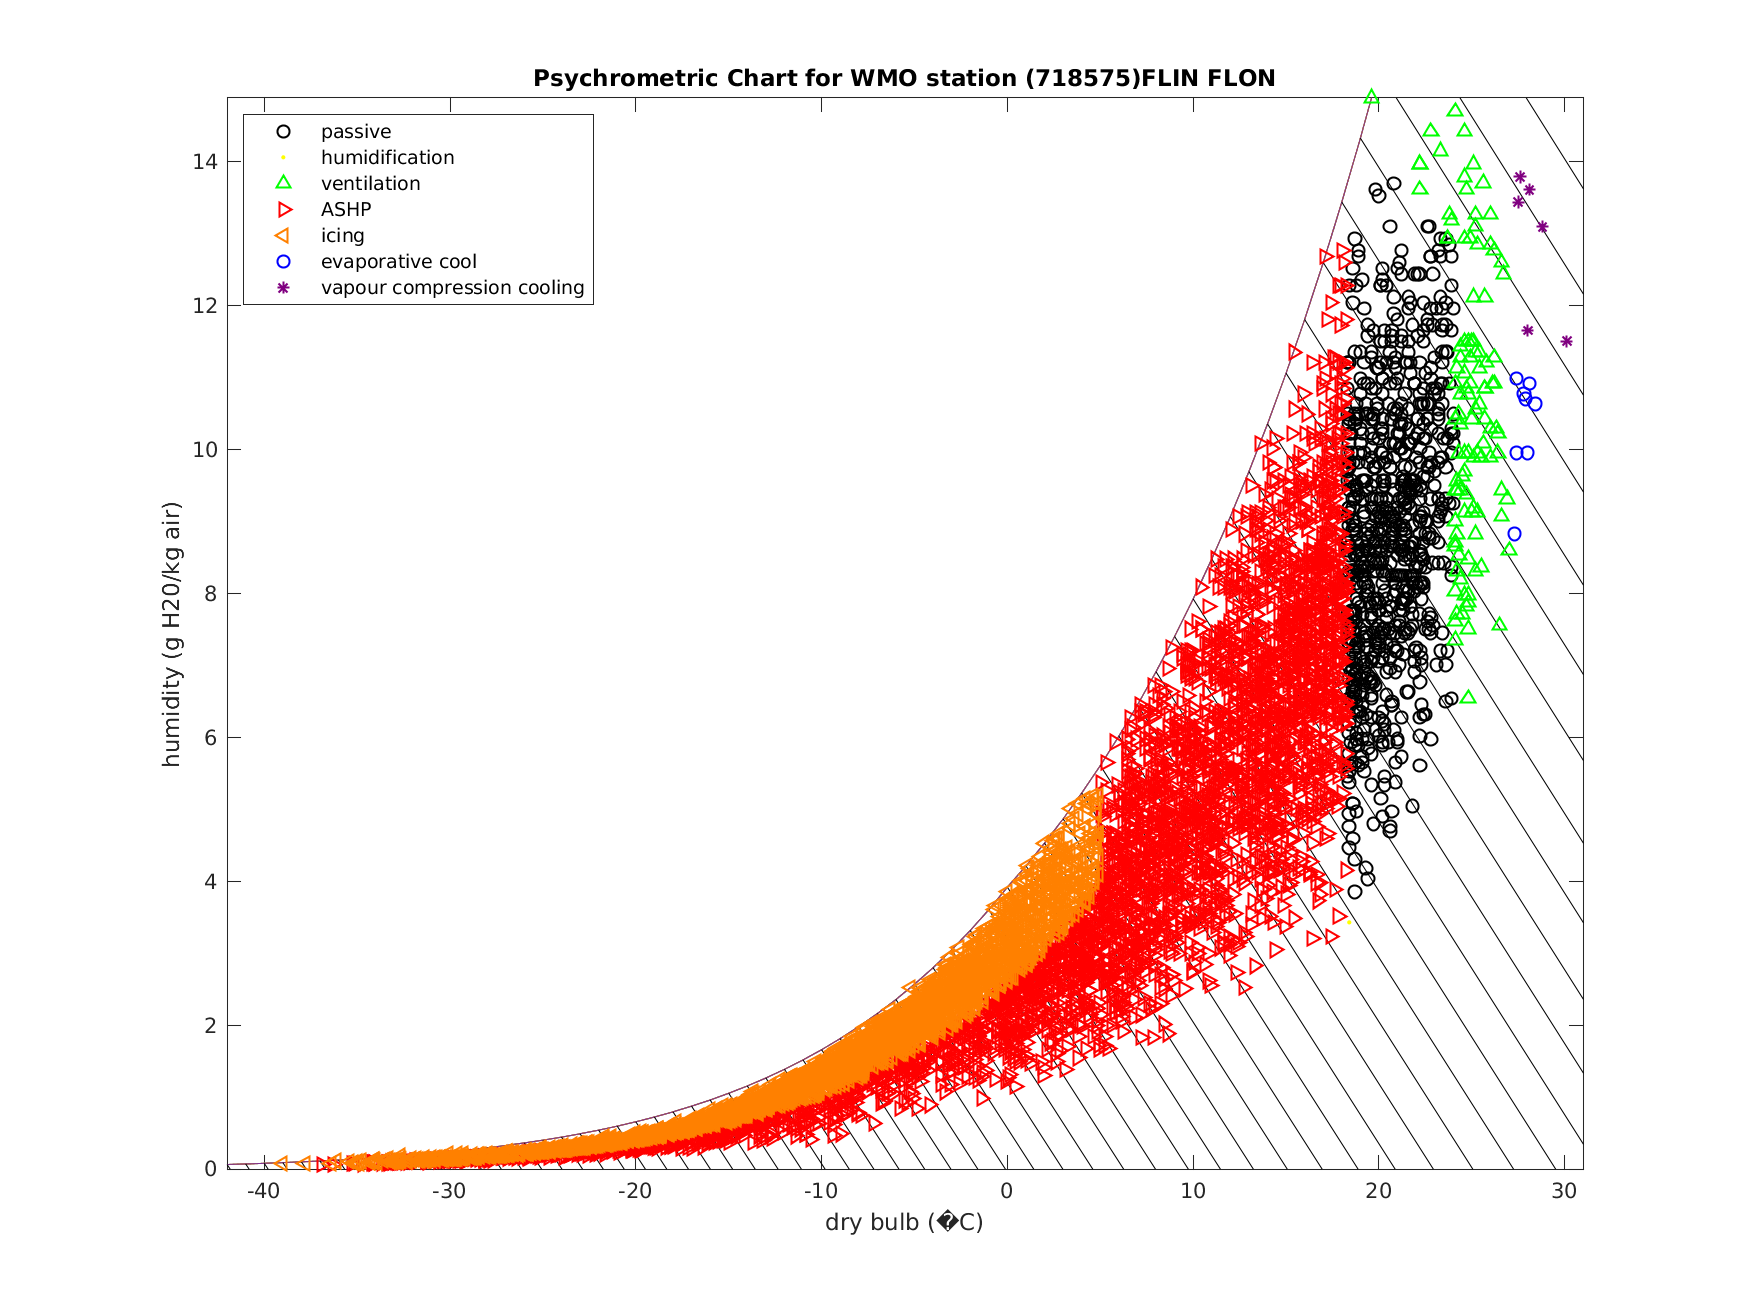 Psychrometric Chart for WMO station (718575)FLIN FLON
passive
humidification
ventilation
ASHP
icing
evaporative cool
vapour compression cooling
humidity (g H20/kg air)
14
12
10
8
6
4
2
0
-40 -30 -20 -10 0 10 20 30
dry bulb (�C)